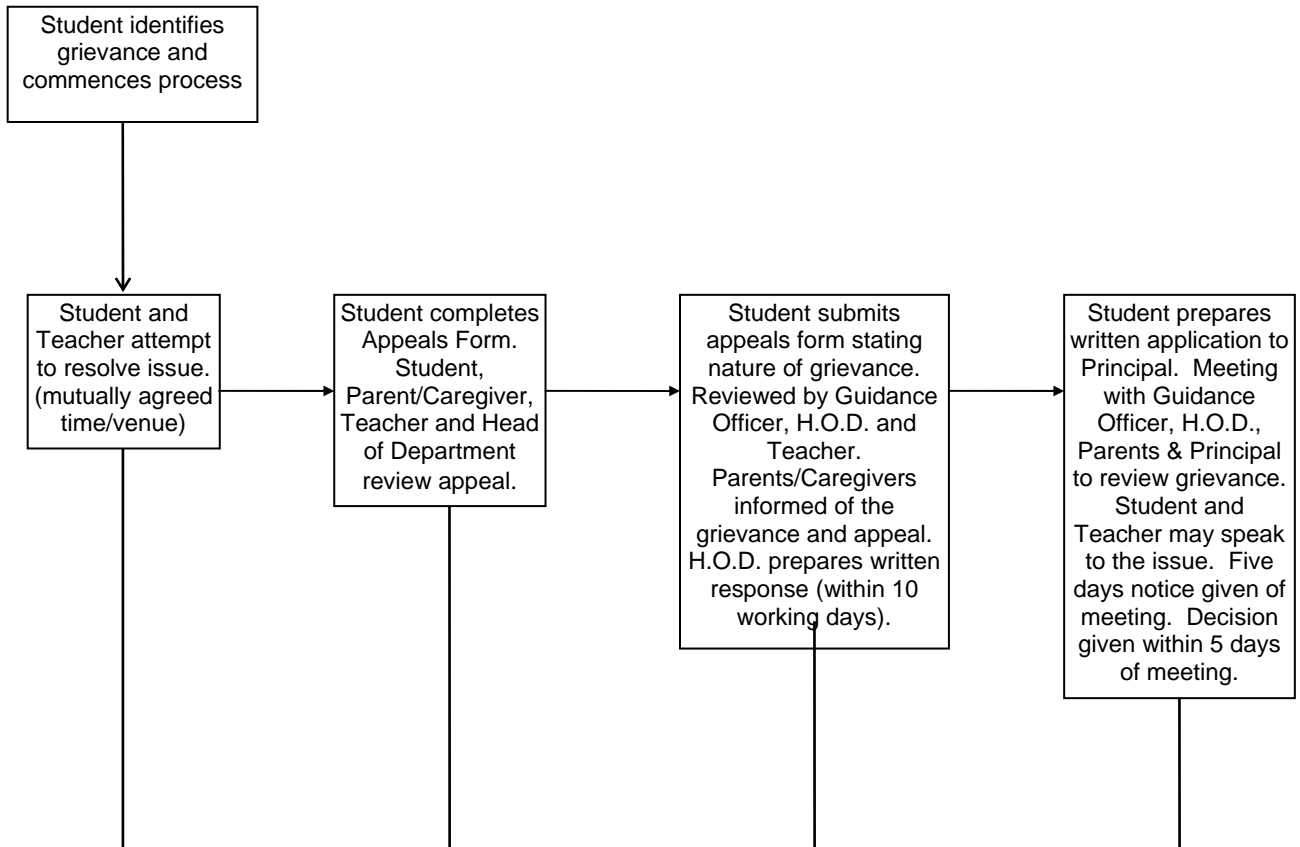 Student identifies
grievance and
commences process
Student and
Teacher attempt
to resolve issue.
(mutually agreed
time/venue)
Student completes
Appeals Form.
Student,
Parent/Caregiver,
Teacher and Head
of Department
review appeal.
Student submits
appeals form stating
nature of grievance.
Reviewed by Guidance
Officer, H.O.D. and
Teacher.
Parents/Caregivers
informed of the
grievance and appeal.
H.O.D. prepares written
response (within 10
working days).
Student prepares
written application to
Principal.  Meeting
with Guidance
Officer, H.O.D.,
Parents & Principal
to review grievance.
Student and
Teacher may speak
to the issue.  Five
days notice given of
meeting.  Decision
given within 5 days
of meeting.